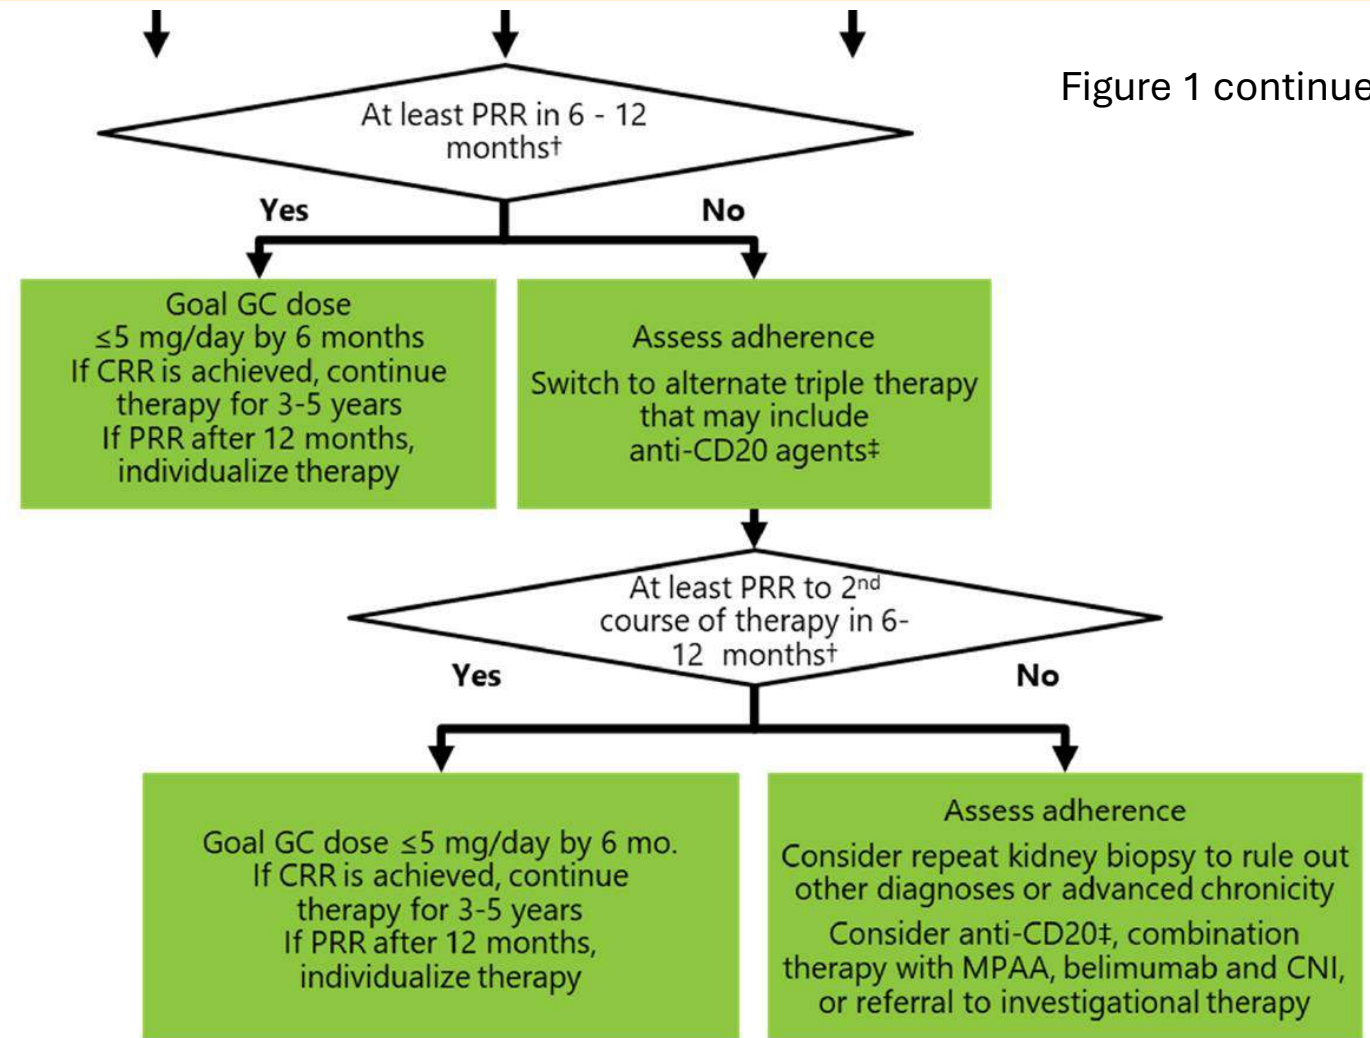 Figure 1 continue
At least PRR in 6 - 12
months†
Yes
No
Goal GC dose
≤5 mg/day by 6 months
If CRR is achieved, continue
therapy for 3-5 years
If PRR after 12 months,
individualize therapy
Assess adherence
Switch to alternate triple therapy
that may include
anti-CD20 agents‡
At least PRR to 2nd
course of therapy in 6-
12 months†
Yes
No
Goal GC dose ≤5 mg/day by 6 mo.
If CRR is achieved, continue
therapy for 3-5 years
If PRR after 12 months,
individualize therapy
Assess adherence
Consider repeat kidney biopsy to rule out
other diagnoses or advanced chronicity
Consider anti-CD20‡, combination
therapy with MPAA, belimumab and CNI,
or referral to investigational therapy